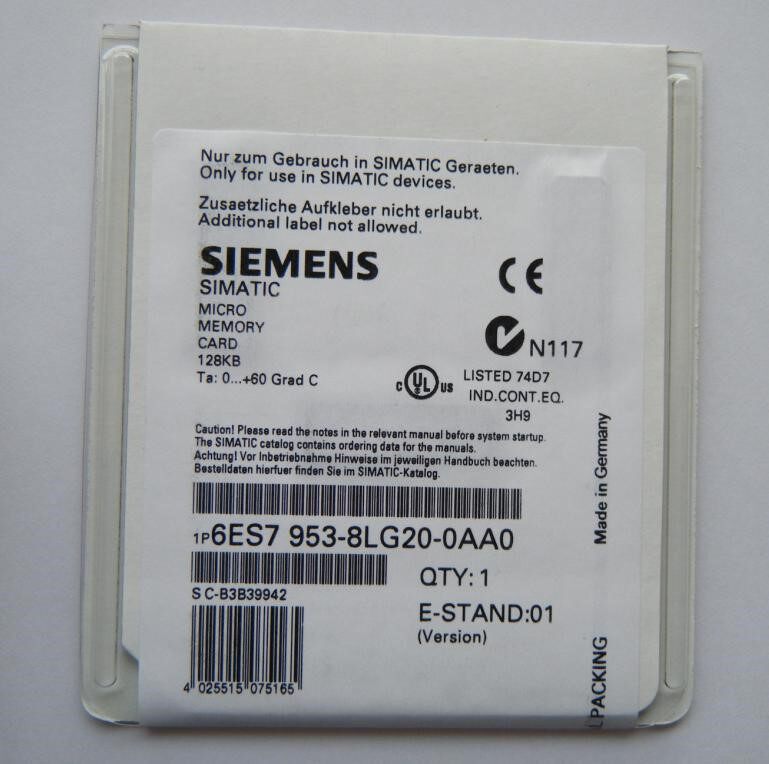 Nur zum Gebrauch in SIMATIC Geraeten.
Only for use in SIMATIC devices.
Zusaetzliche Aufkleber nicht erlaubt.
Additional label not allowed.
SIEMENS
SIMATIC
MICRO
MEMORY
CARD
128KB
Ta: 0...+60 Grad C
CE
N117
C UL US
LISTED 74D7
IND.CONT.EQ.
3H9
Caution! Please read the notes in the relevant manual before system startup.
The SIMATIC catalog contains ordering date for the manuals.
Achtung! Vor Inbetriebnahme Hinweise im jeweiligen Handbuch beachten.
Bestelldaten hierfuer finden Sie im SIMATIC-Katalog.
1P6ES7 953-8LG20-0AA0
S C-B3B39942
QTY: 1
E-STAND:01
(Version)
4 025515 075165
Made in Germany
PACKING